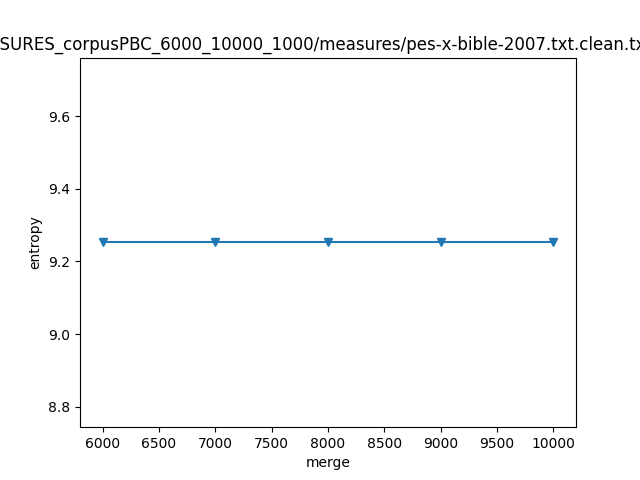 SURES_corpusPBC_6000_10000_1000/measures/pes-x-bible-2007.txt.clean.tx
9.6
9.4
9.2
9.0
8.8
entropy
6000 6500 7000 7500 8000 8500 9000 9500 10000
merge